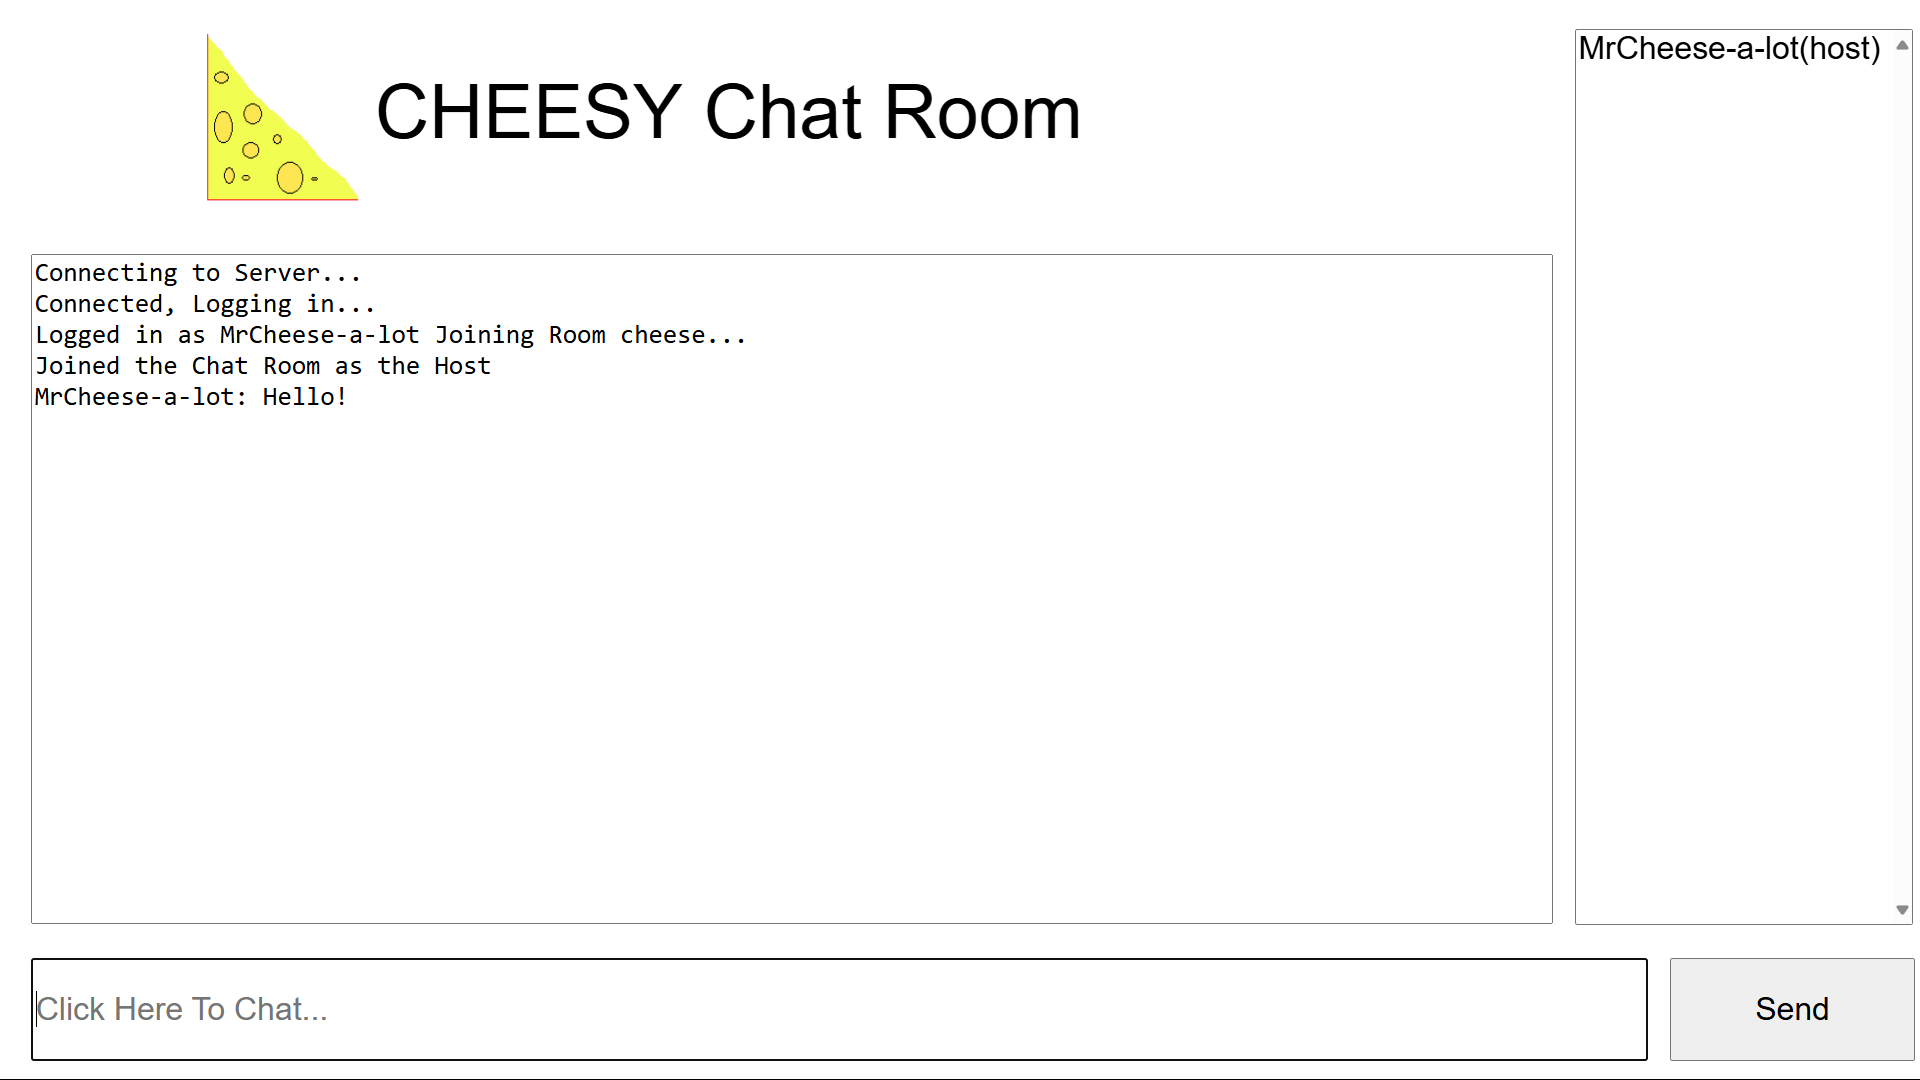 CHEESY Chat Room
MrCheese-a-lot(host)
Connecting to Server...
Connected, Logging in...
Logged in as MrCheese-a-lot Joining Room cheese...
Joined the Chat Room as the Host
MrCheese-a-lot: Hello!
Click Here To Chat...
Send